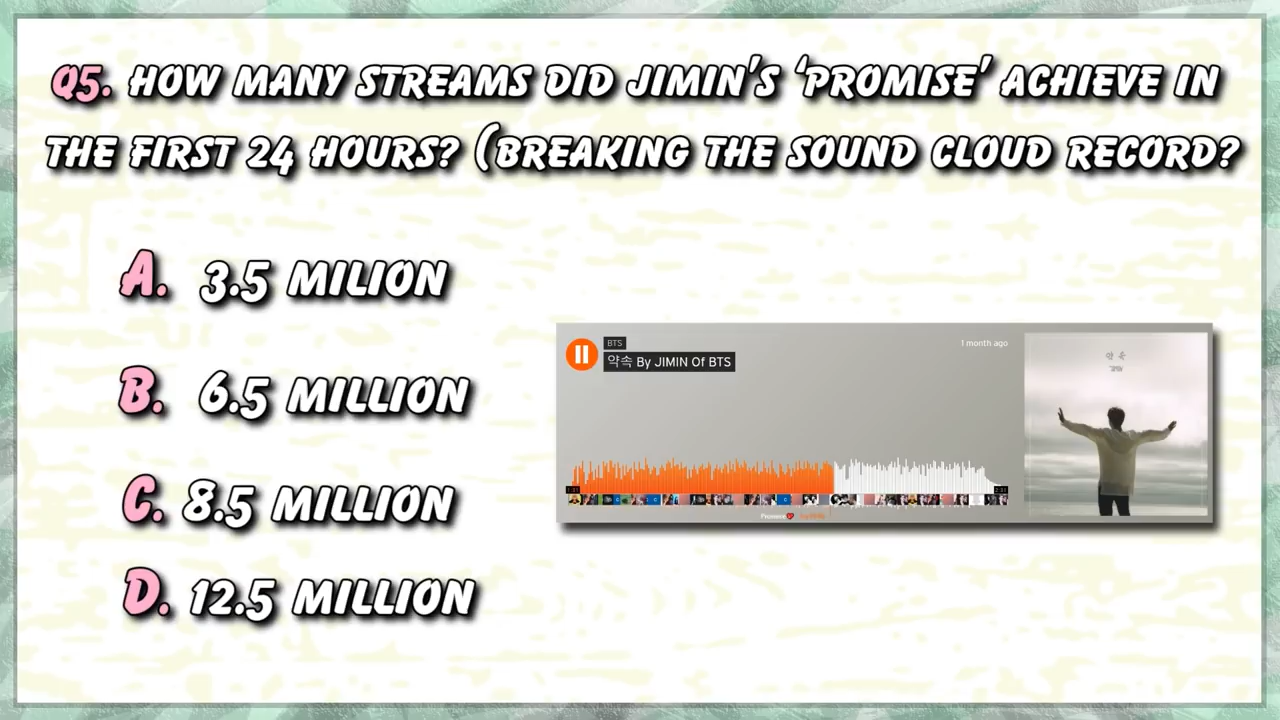 Q5. HOW MANY STREAMS DID JIMIN'S ‘PROMISE’ ACHIEVE IN
THE FIRST 24 HOURS? (BREAKING THE SOUND CLOUD RECORD?
A. 3.5 MILION
B. 6.5 MILLION
C. 8.5 MILLION
D. 12.5 MILLION
BTS
약속 By JIMIN Of BTS
1 month ago
약속